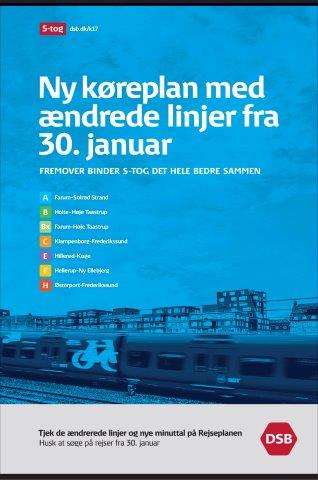 S-tog dsb.dk/k17
Ny køreplan med
ændrede linjer fra
30. januar
FREMOVER BINDER S-TOG DET HELE BEDRE SAMMEN
A Farum-Solrød Strand
B Holte-Høje Taastrup
Bx Farum-Høje Taastrup
C Klampenborg-Frederikssund
E Hillerød-Køge
F Hellerup-Ny Ellebjerg
H Østerport-Frederikssund
Tjek de ændrerede linjer og nye minuttal på Rejseplanen
Husk at søge på rejser fra 30. januar
DSB